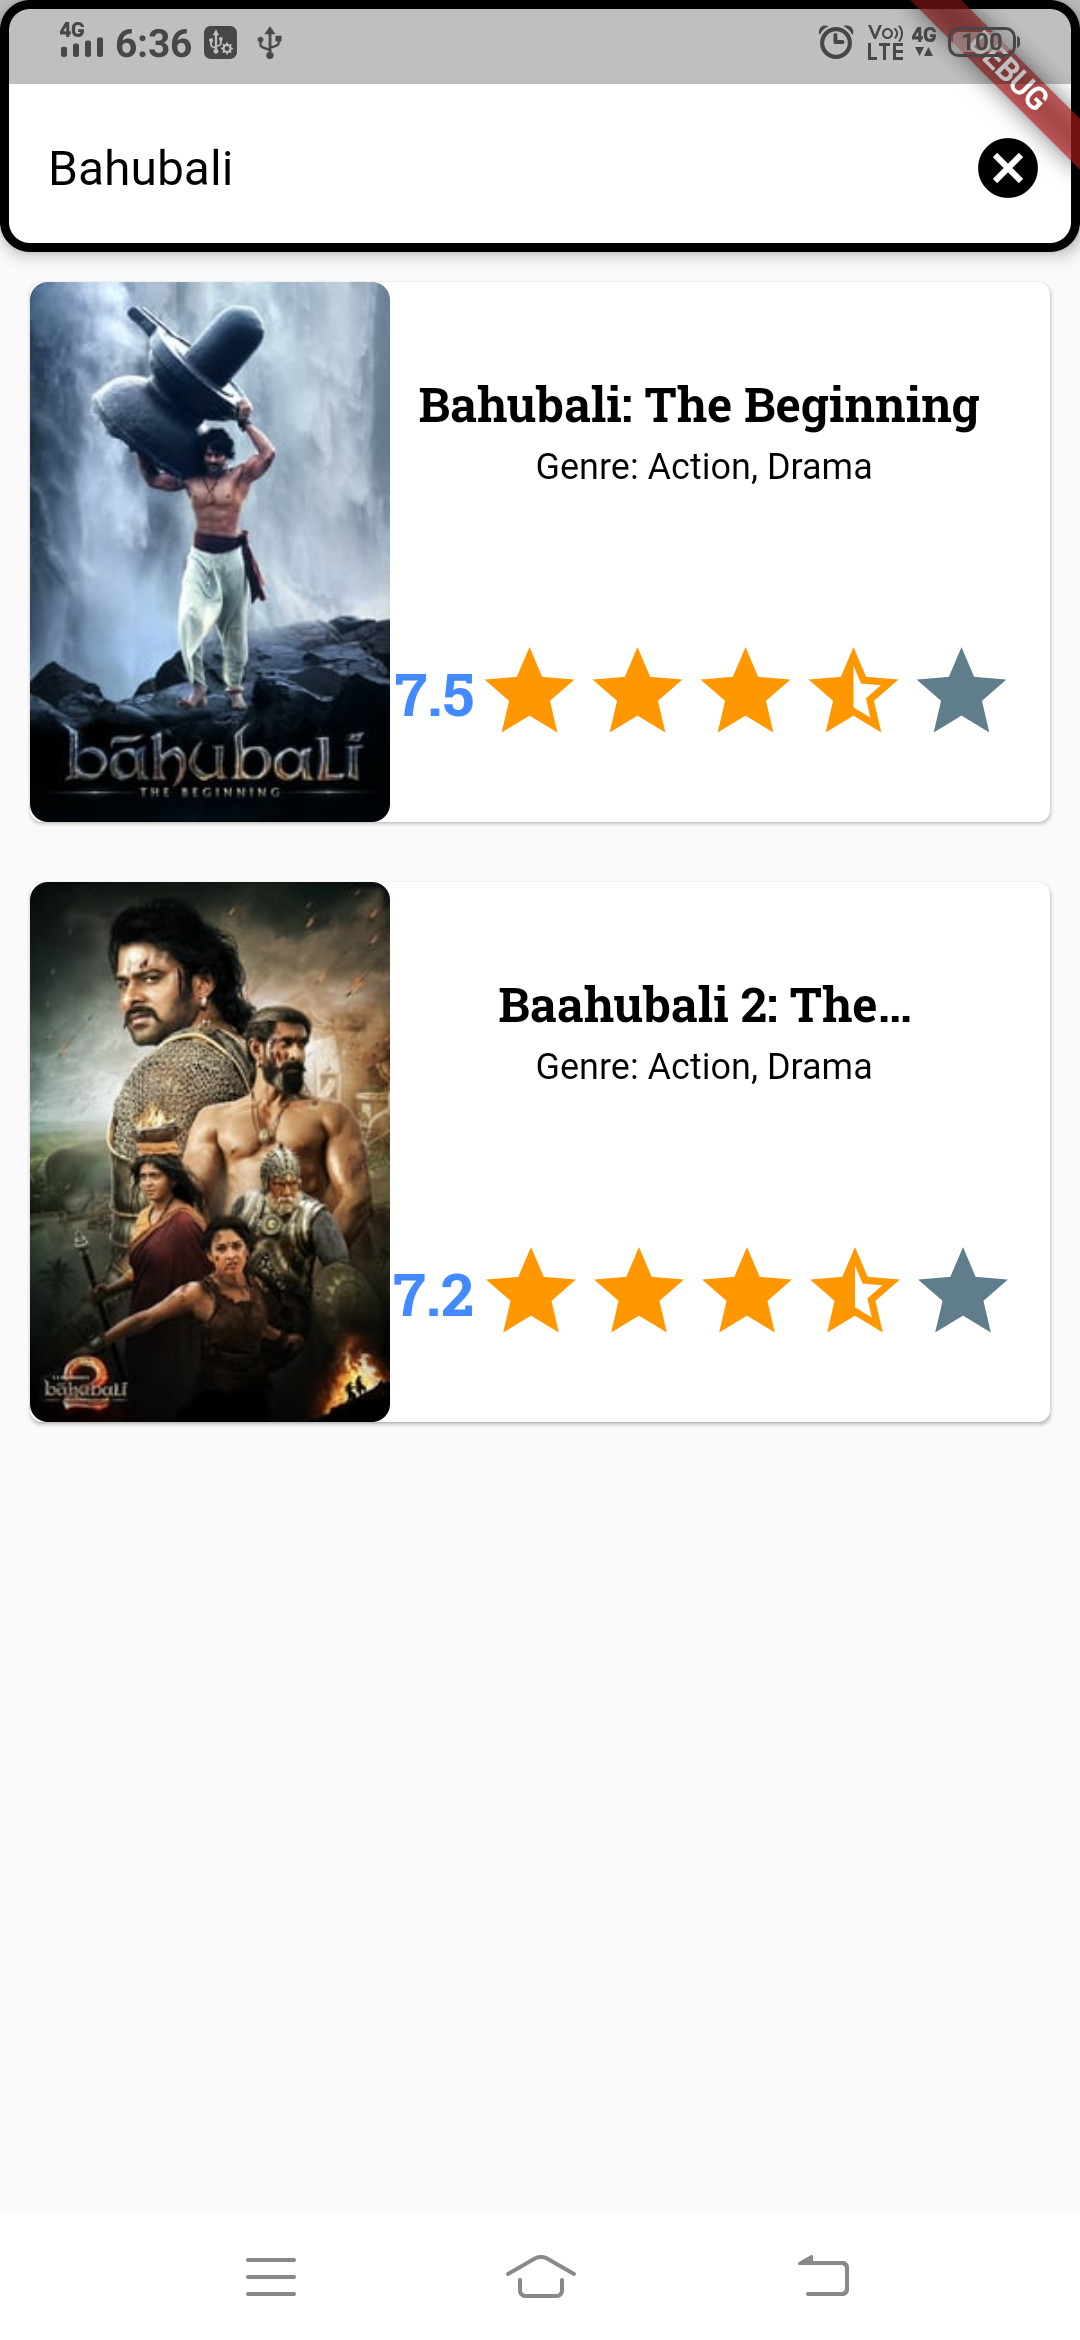 4G 6:36 Vo)) LTE 4G 100
DEBUG
Bahubali
Bahubali: The Beginning
Genre: Action, Drama
7.5
bāhubali
THE BEGINNING
Baahubali 2: The...
Genre: Action, Drama
7.2
2
bāhubali